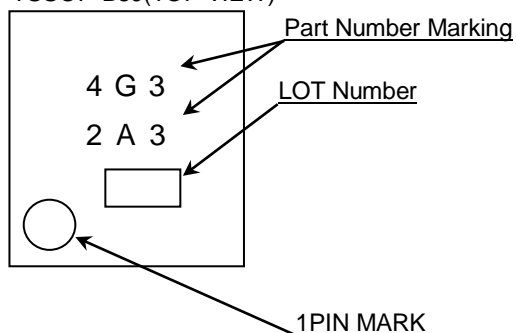 Part Number Marking
4 G 3
LOT Number
2 A 3
1PIN MARK